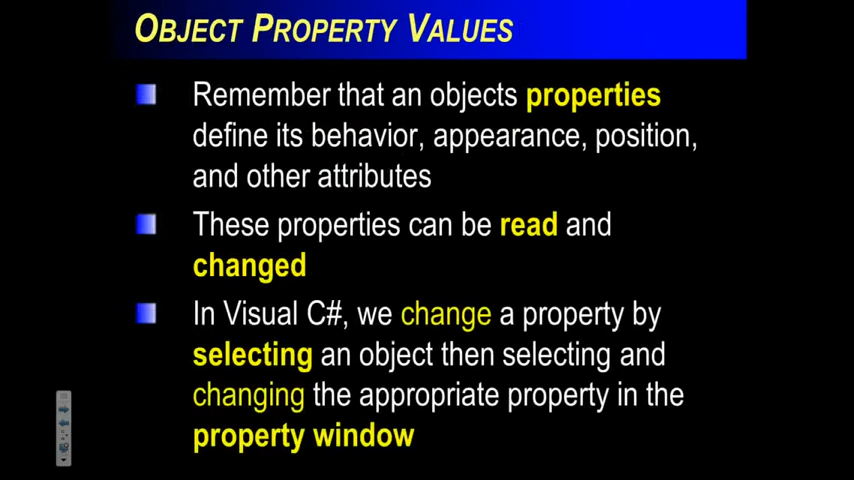 OBJECT PROPERTY VALUES
Remember that an objects properties
define its behavior, appearance, position,
and other attributes
These properties can be read and
changed
In Visual C#, we change a property by
selecting an object then selecting and
changing the appropriate property in the
property window